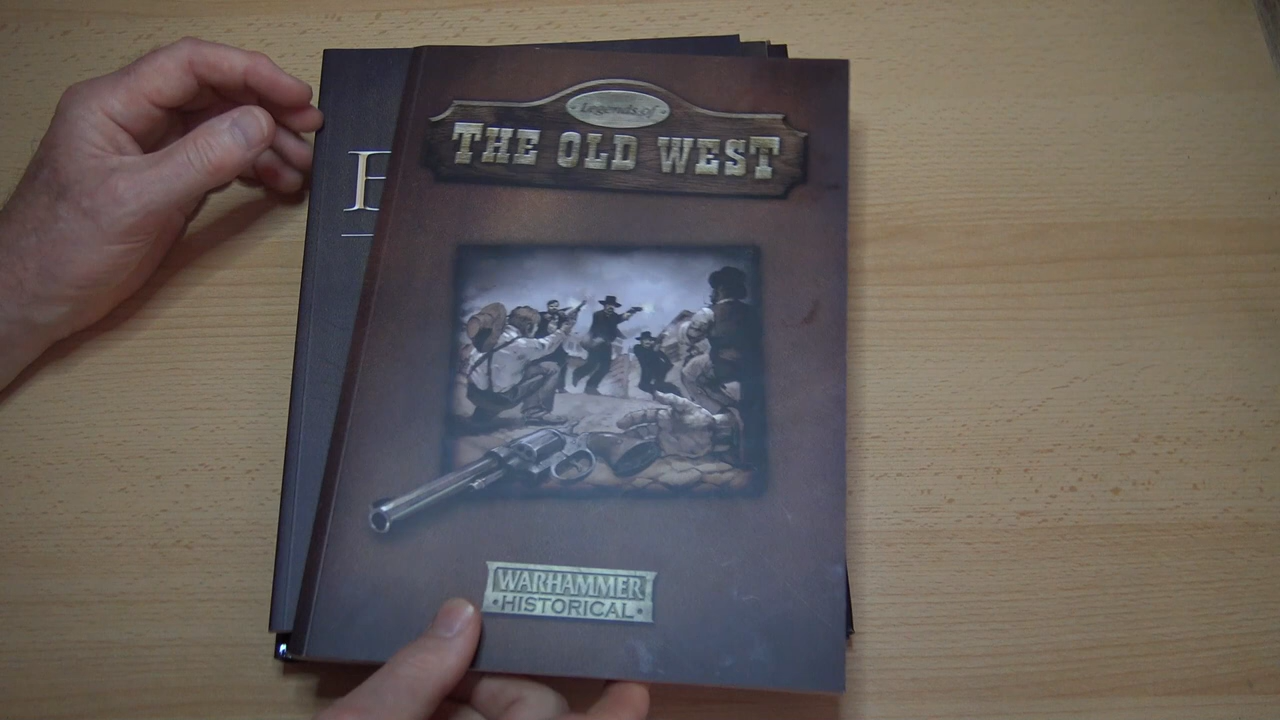 Legends of
THE OLD WEST
WARHAMMER
• HISTORICAL •